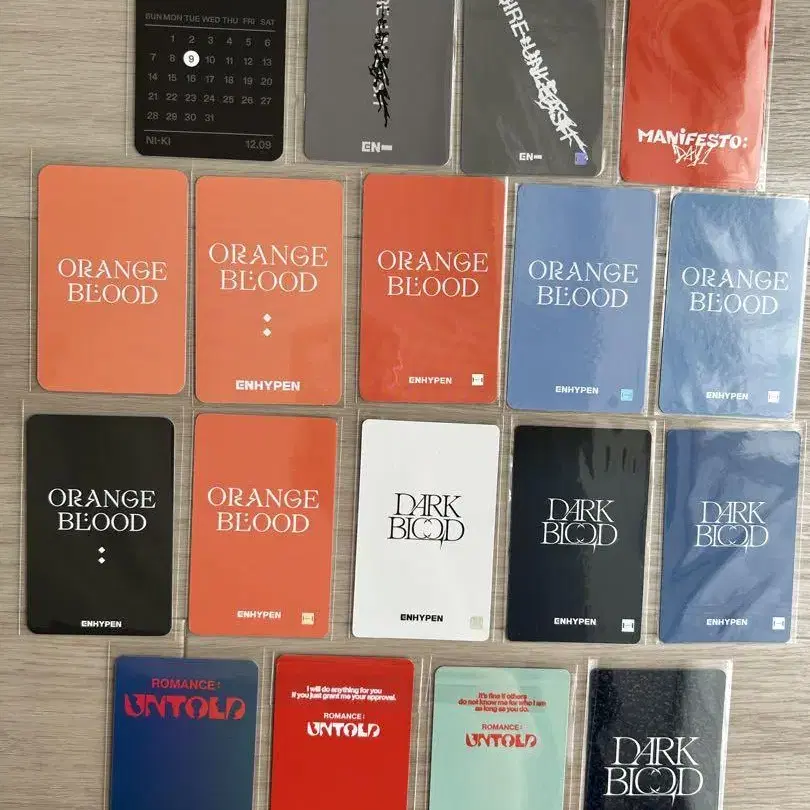 SUN MON TUE WED THU FRI SAT
1 2 3 4 5 6
7 8 9 10 11 12 13
14 15 16 17 18 19 20
21 22 23 24 25 26 27
28 29 30 31
NI-KI 12.09
EN-
EN-
MANiFESTO:
DAY 1
ORANGE
BLOOD
ORANGE
BLOOD
ENHYPEN
ORANGE
BLOOD
ENHYPEN
ORANGE
BLOOD
ENHYPEN
ORANGE
BLOOD
ENHYPEN
ORANGE
BLOOD
ENHYPEN
ORANGE
BLOOD
ENHYPEN
DARK
BLOOD
ENHYPEN
DARK
BLOOD
ENHYPEN
DARK
BLOOD
ENHYPEN
ROMANCE :
UNTOLD
I will do anything for you
if you just grant me your approval.
ROMANCE :
UNTOLD
It's fine if others
do not know me for who I am
as long as you do.
ROMANCE :
UNTOLD
DARK
BLOOD